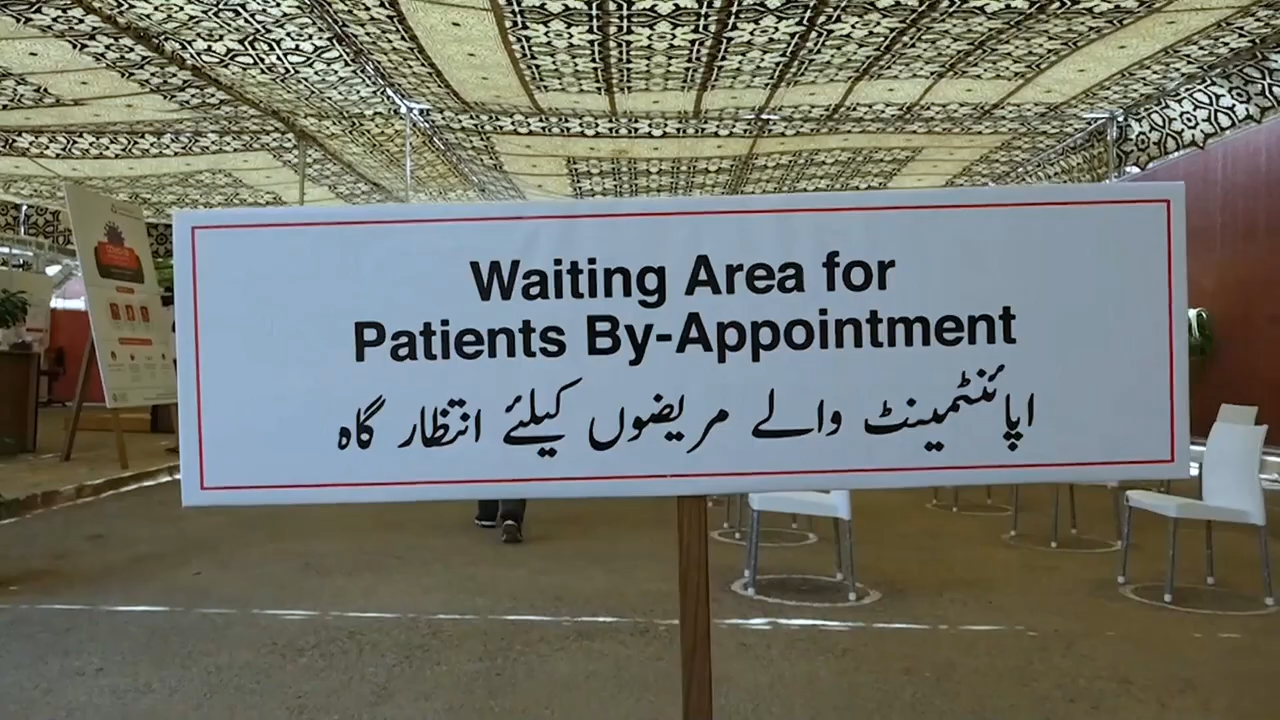 Waiting Area for
Patients By-Appointment
اپائنٹمینٹ والے مریضوں کیلئے انتظار گاہ